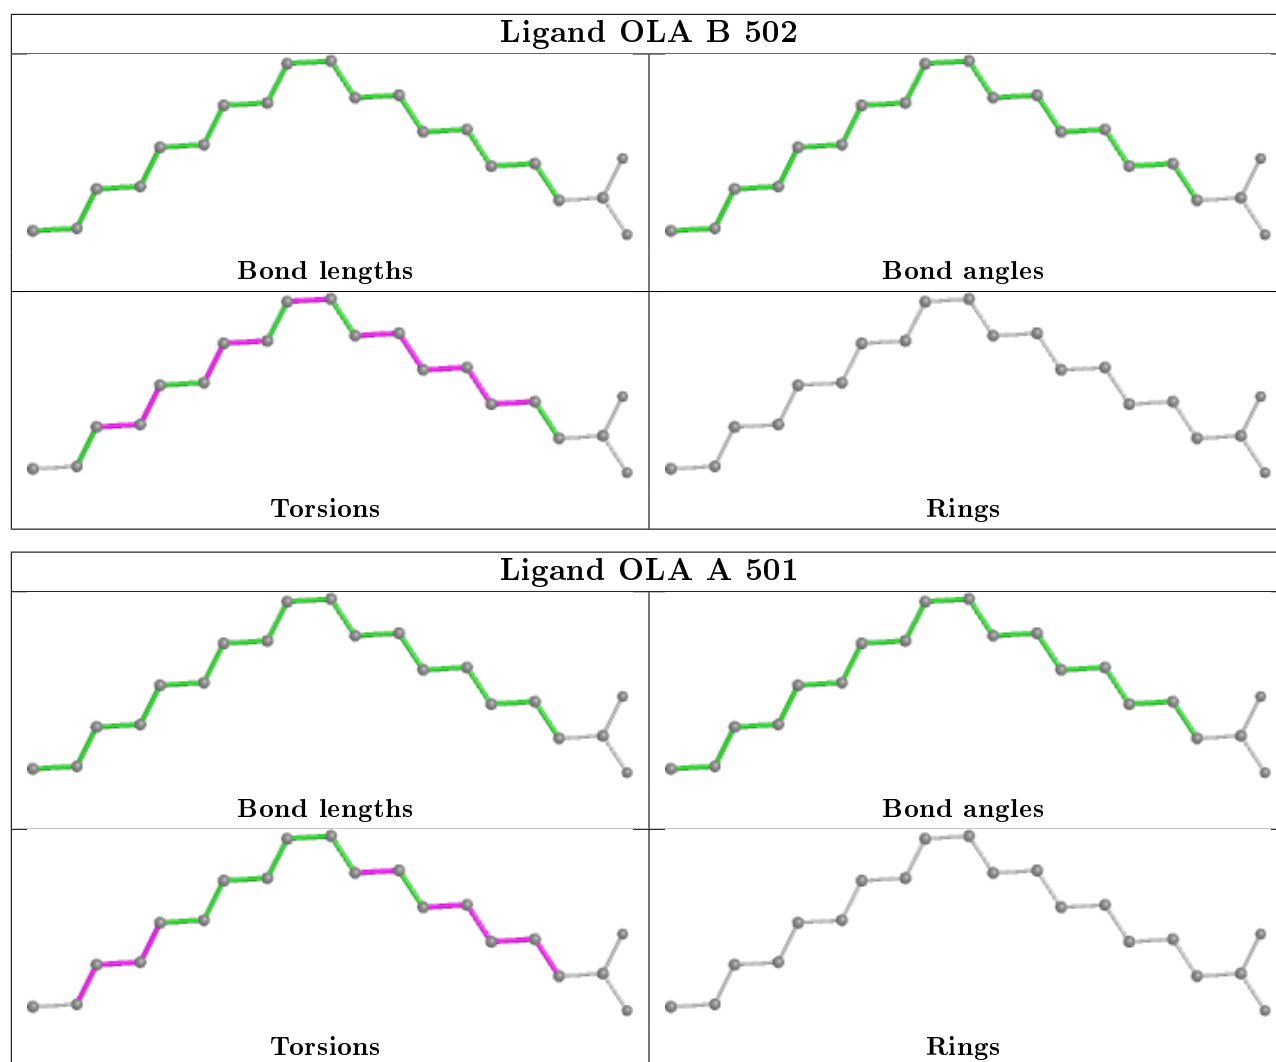 Ligand OLA B 502
Bond lengths
Bond angles
Torsions
Rings
Ligand OLA A 501
Bond lengths
Bond angles
Torsions
Rings